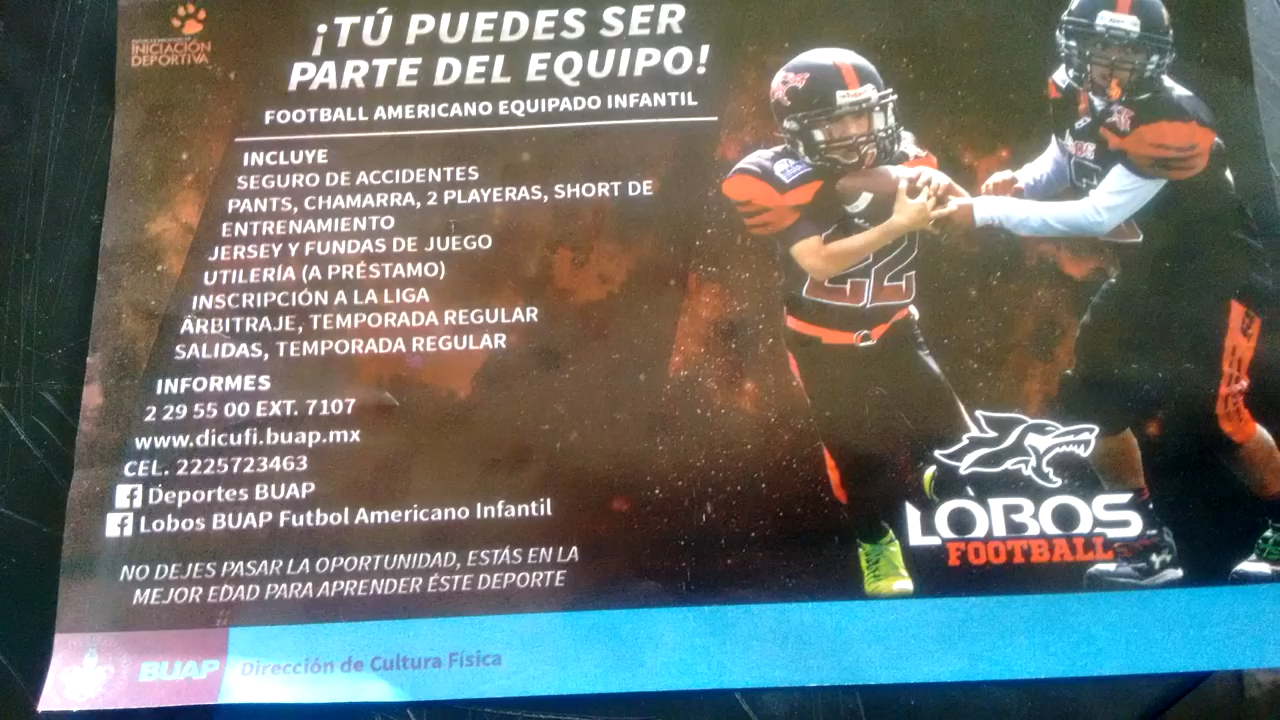 INICIACIÓN
DEPORTIVA
¡TÚ PUEDES SER
PARTE DEL EQUIPO!
FOOTBALL AMERICANO EQUIPADO INFANTIL
INCLUYE
SEGURO DE ACCIDENTES
PANTS, CHAMARRA, 2 PLAYERAS, SHORT DE
ENTRENAMIENTO
JERSEY Y FUNDAS DE JUEGO
UTILERÍA (A PRÉSTAMO)
INSCRIPCIÓN A LA LIGA
ARBITRAJE, TEMPORADA REGULAR
SALIDAS, TEMPORADA REGULAR
INFORMES
2 29 55 00 EXT. 7107
www.dicufi.buap.mx
CEL. 2225723463
Deportes BUAP
Lobos BUAP Futbol Americano Infantil
NO DEJES PASAR LA OPORTUNIDAD, ESTÁS EN LA
MEJOR EDAD PARA APRENDER ÉSTE DEPORTE
22
LOBOS
FOOTBALL
BUAP Dirección de Cultura Física